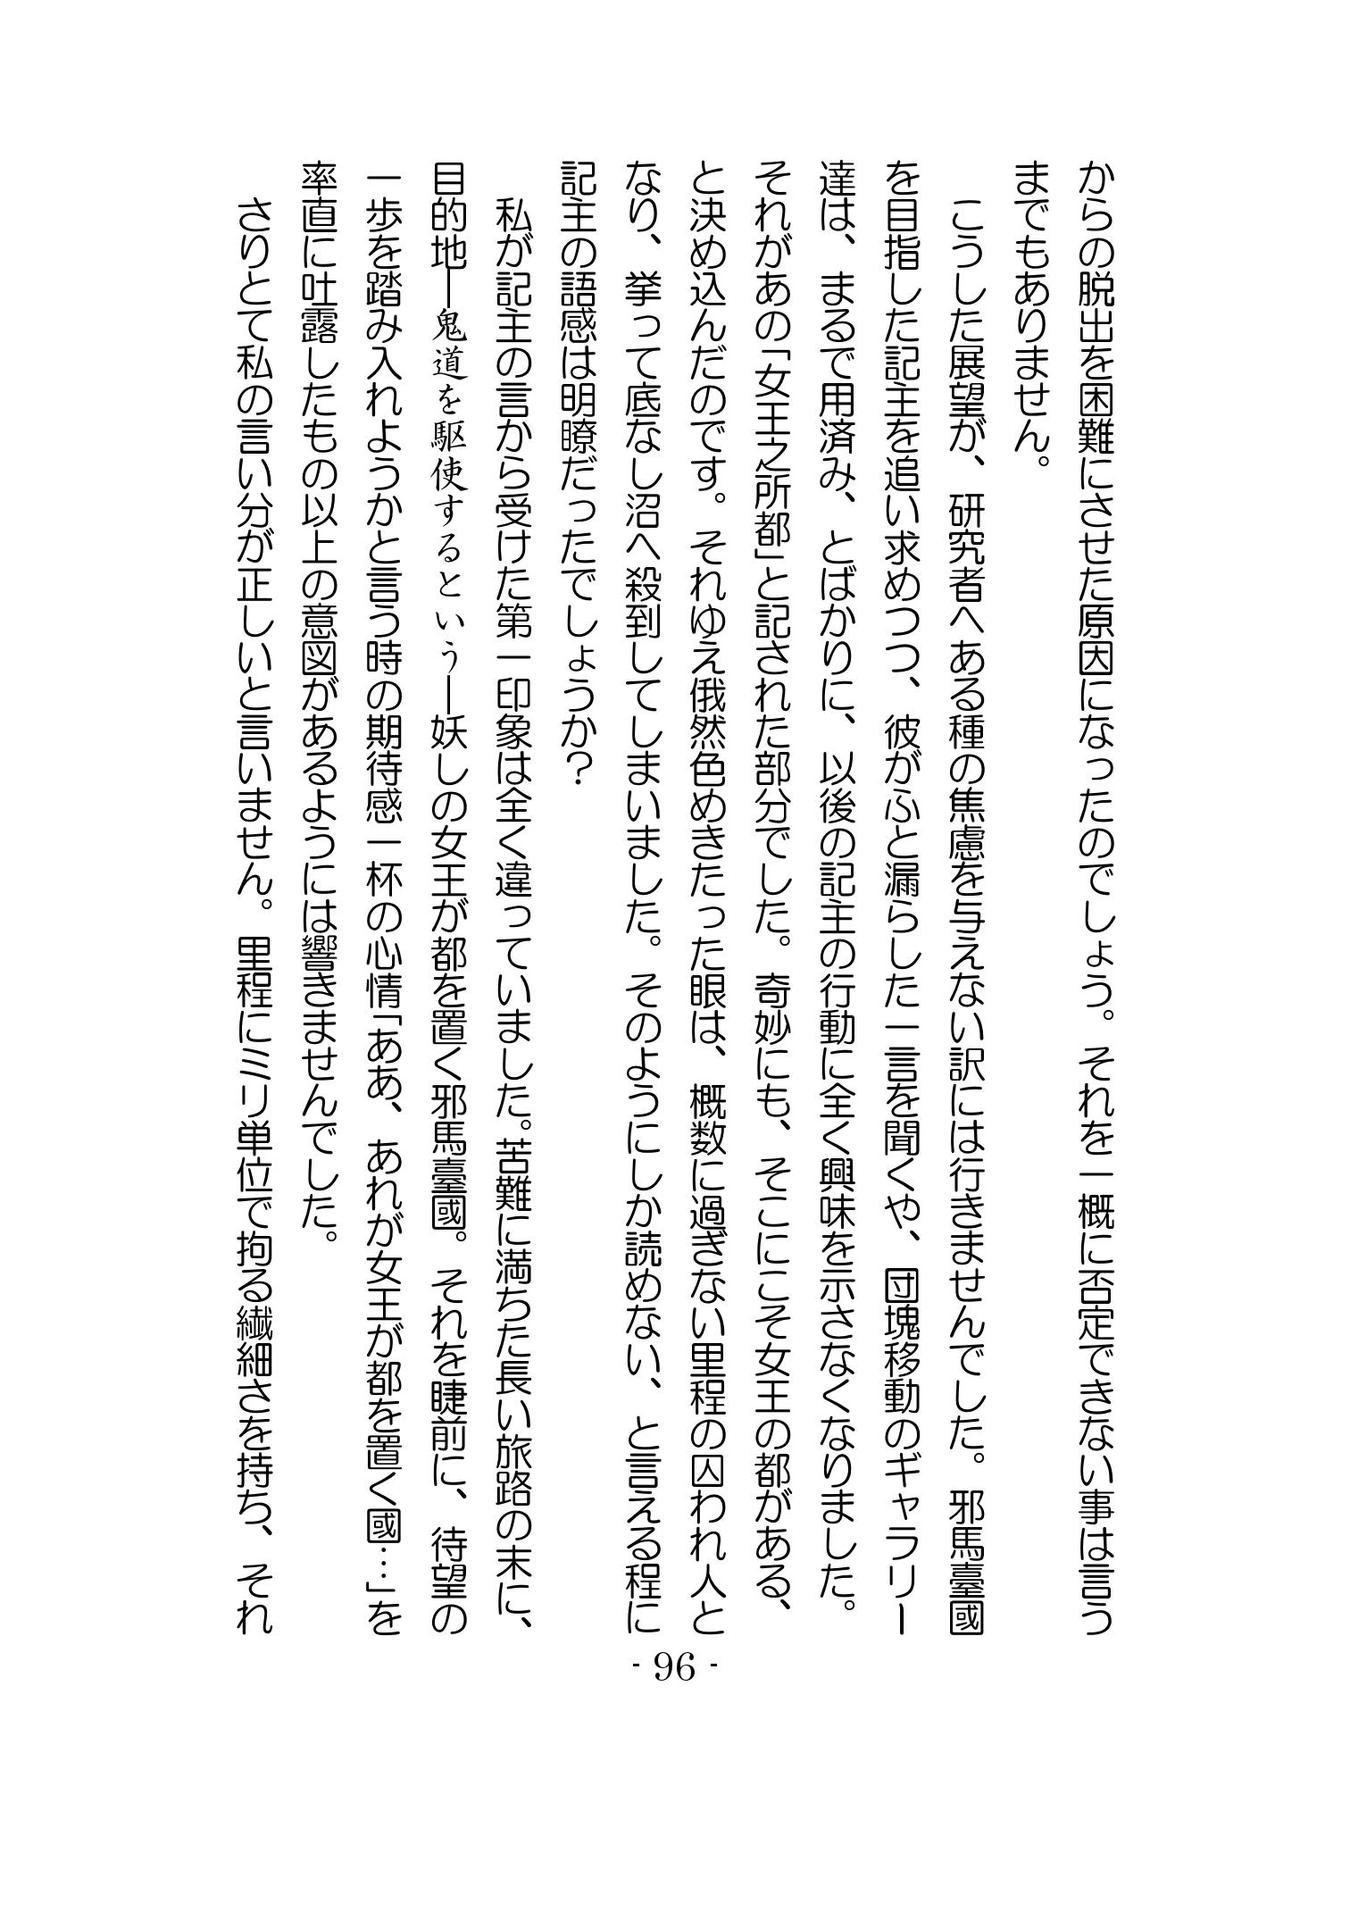 からの脱出を困難にさせた原因になったのでしょう。それを一概に否定できない事は言う
までもありません。
こうした展望が、研究者へある種の焦慮を与えない訳には行きませんでした。邪馬臺國
を目指した記主を追い求めつつ、彼がふと漏らした一言を聞くや、団塊移動のギャラリー
達は、まるで用済み、とばかりに、以後の記主の行動に全く興味を示さなくなりました。
それがあの「女王之所都」と記された部分でした。奇妙にも、そこにこそ女王の都がある、
と決め込んだのです。それゆえ俄然色めきたった眼は、概数に過ぎない里程の囚われ人と
なり、挙って底なし沼へ殺到してしまいました。そのようにしか読めない、と言える程に
記主の語感は明瞭だったでしょうか?
私が記主の言から受けた第一印象は全く違っていました。苦難に満ちた長い旅路の末に、
目的地―鬼道を駆使するという―妖しの女王が都を置く邪馬臺國。それを睫前に、待望の
一歩を踏み入れようかと言う時の期待感一杯の心情「ああ、あれが女王が都を置く國…」を
率直に吐露したもの以上の意図があるようには響きませんでした。
さりとて私の言い分が正しいと言いません。里程にミリ単位で拘る繊細さを持ち、それ
- 96 -